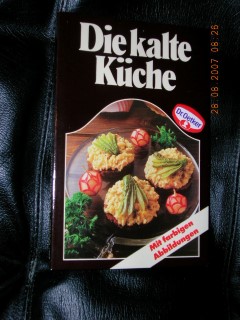 Die kalte
Küche
Dr. Oetker
Mit farbigen
Abbildungen
28 08 2007 08:26